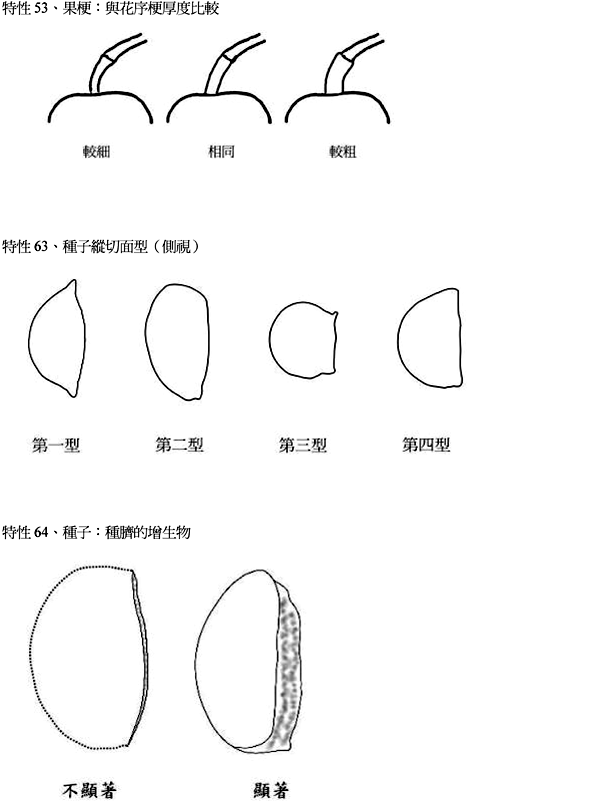 特性 53、果梗：與花序梗厚度比較
較細 相同 較粗
特性 63、種子縱切面型（側視）
第一型 第二型 第三型 第四型
特性 64、種子：種臍的增生物
不顯著 顯著